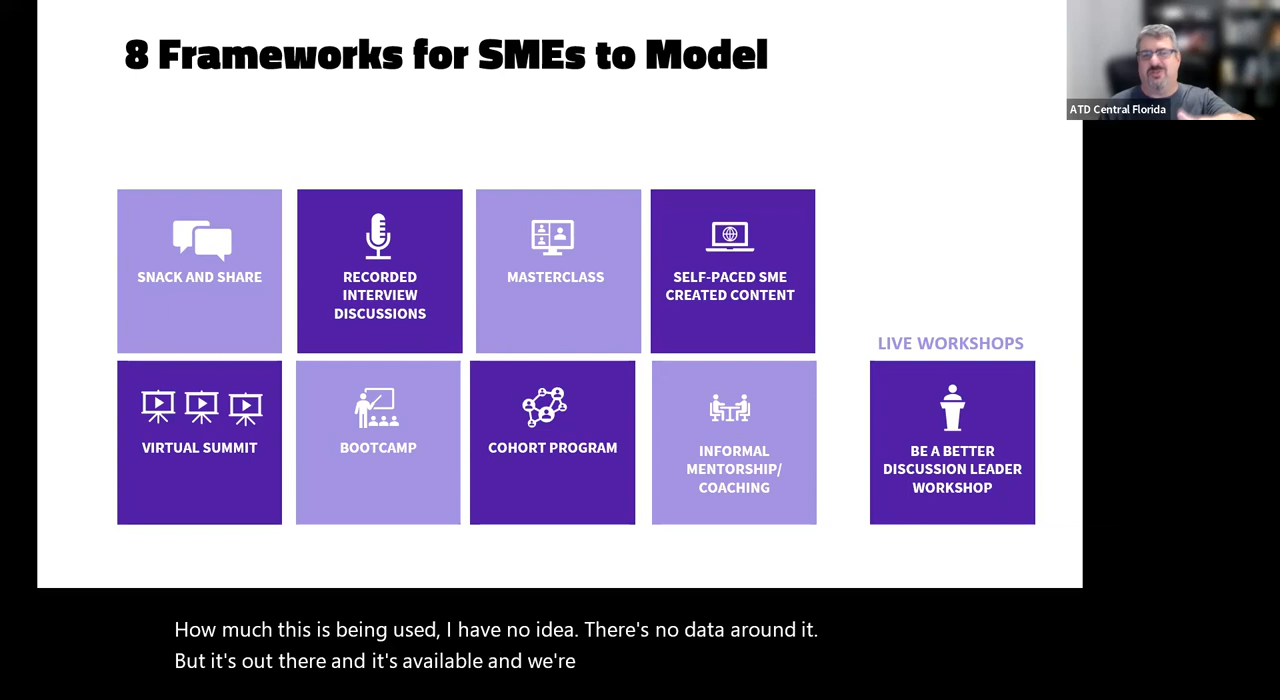 8 Frameworks for SMEs to Model
ATD Central Florida
SNACK AND SHARE
RECORDED
INTERVIEW
DISCUSSIONS
MASTERCLASS
SELF-PACED SME
CREATED CONTENT
LIVE WORKSHOPS
VIRTUAL SUMMIT
BOOTCAMP
COHORT PROGRAM
INFORMAL
MENTORSHIP/
COACHING
BE A BETTER
DISCUSSION LEADER
WORKSHOP
How much this is being used, I have no idea. There's no data around it.
But it's out there and it's available and we're